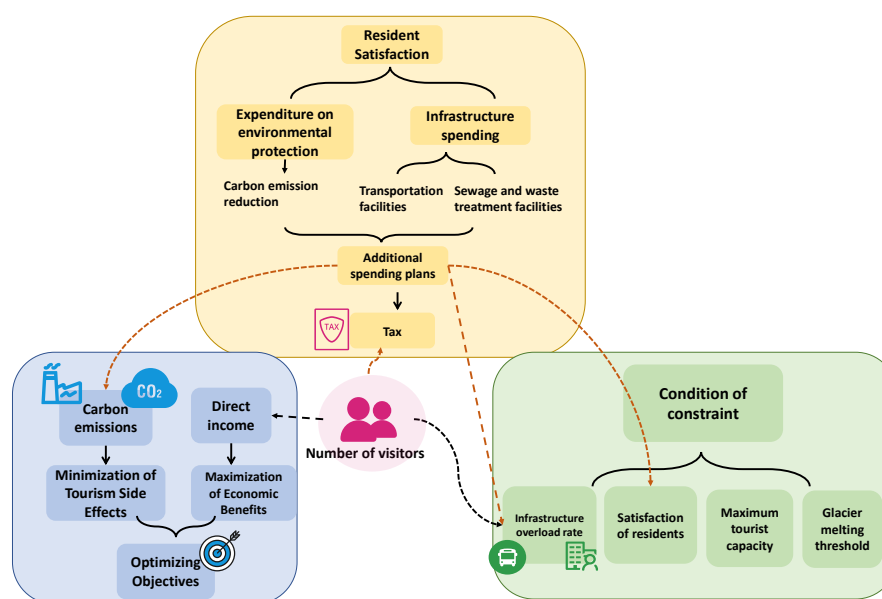 Resident
Satisfaction
Expenditure on
environmental
protection
Infrastructure
spending
Carbon emission
reduction
Transportation
facilities
Sewage and waste
treatment facilities
Additional
spending plans
TAX
Tax
CO₂
Carbon
emissions
Direct
income
Number of visitors
Minimization of
Tourism Side
Effects
Maximization
of Economic
Benefits
Optimizing
Objectives
Condition of
constraint
Infrastructure
overload rate
Satisfaction
of residents
Maximum
tourist
capacity
Glacier
melting
threshold